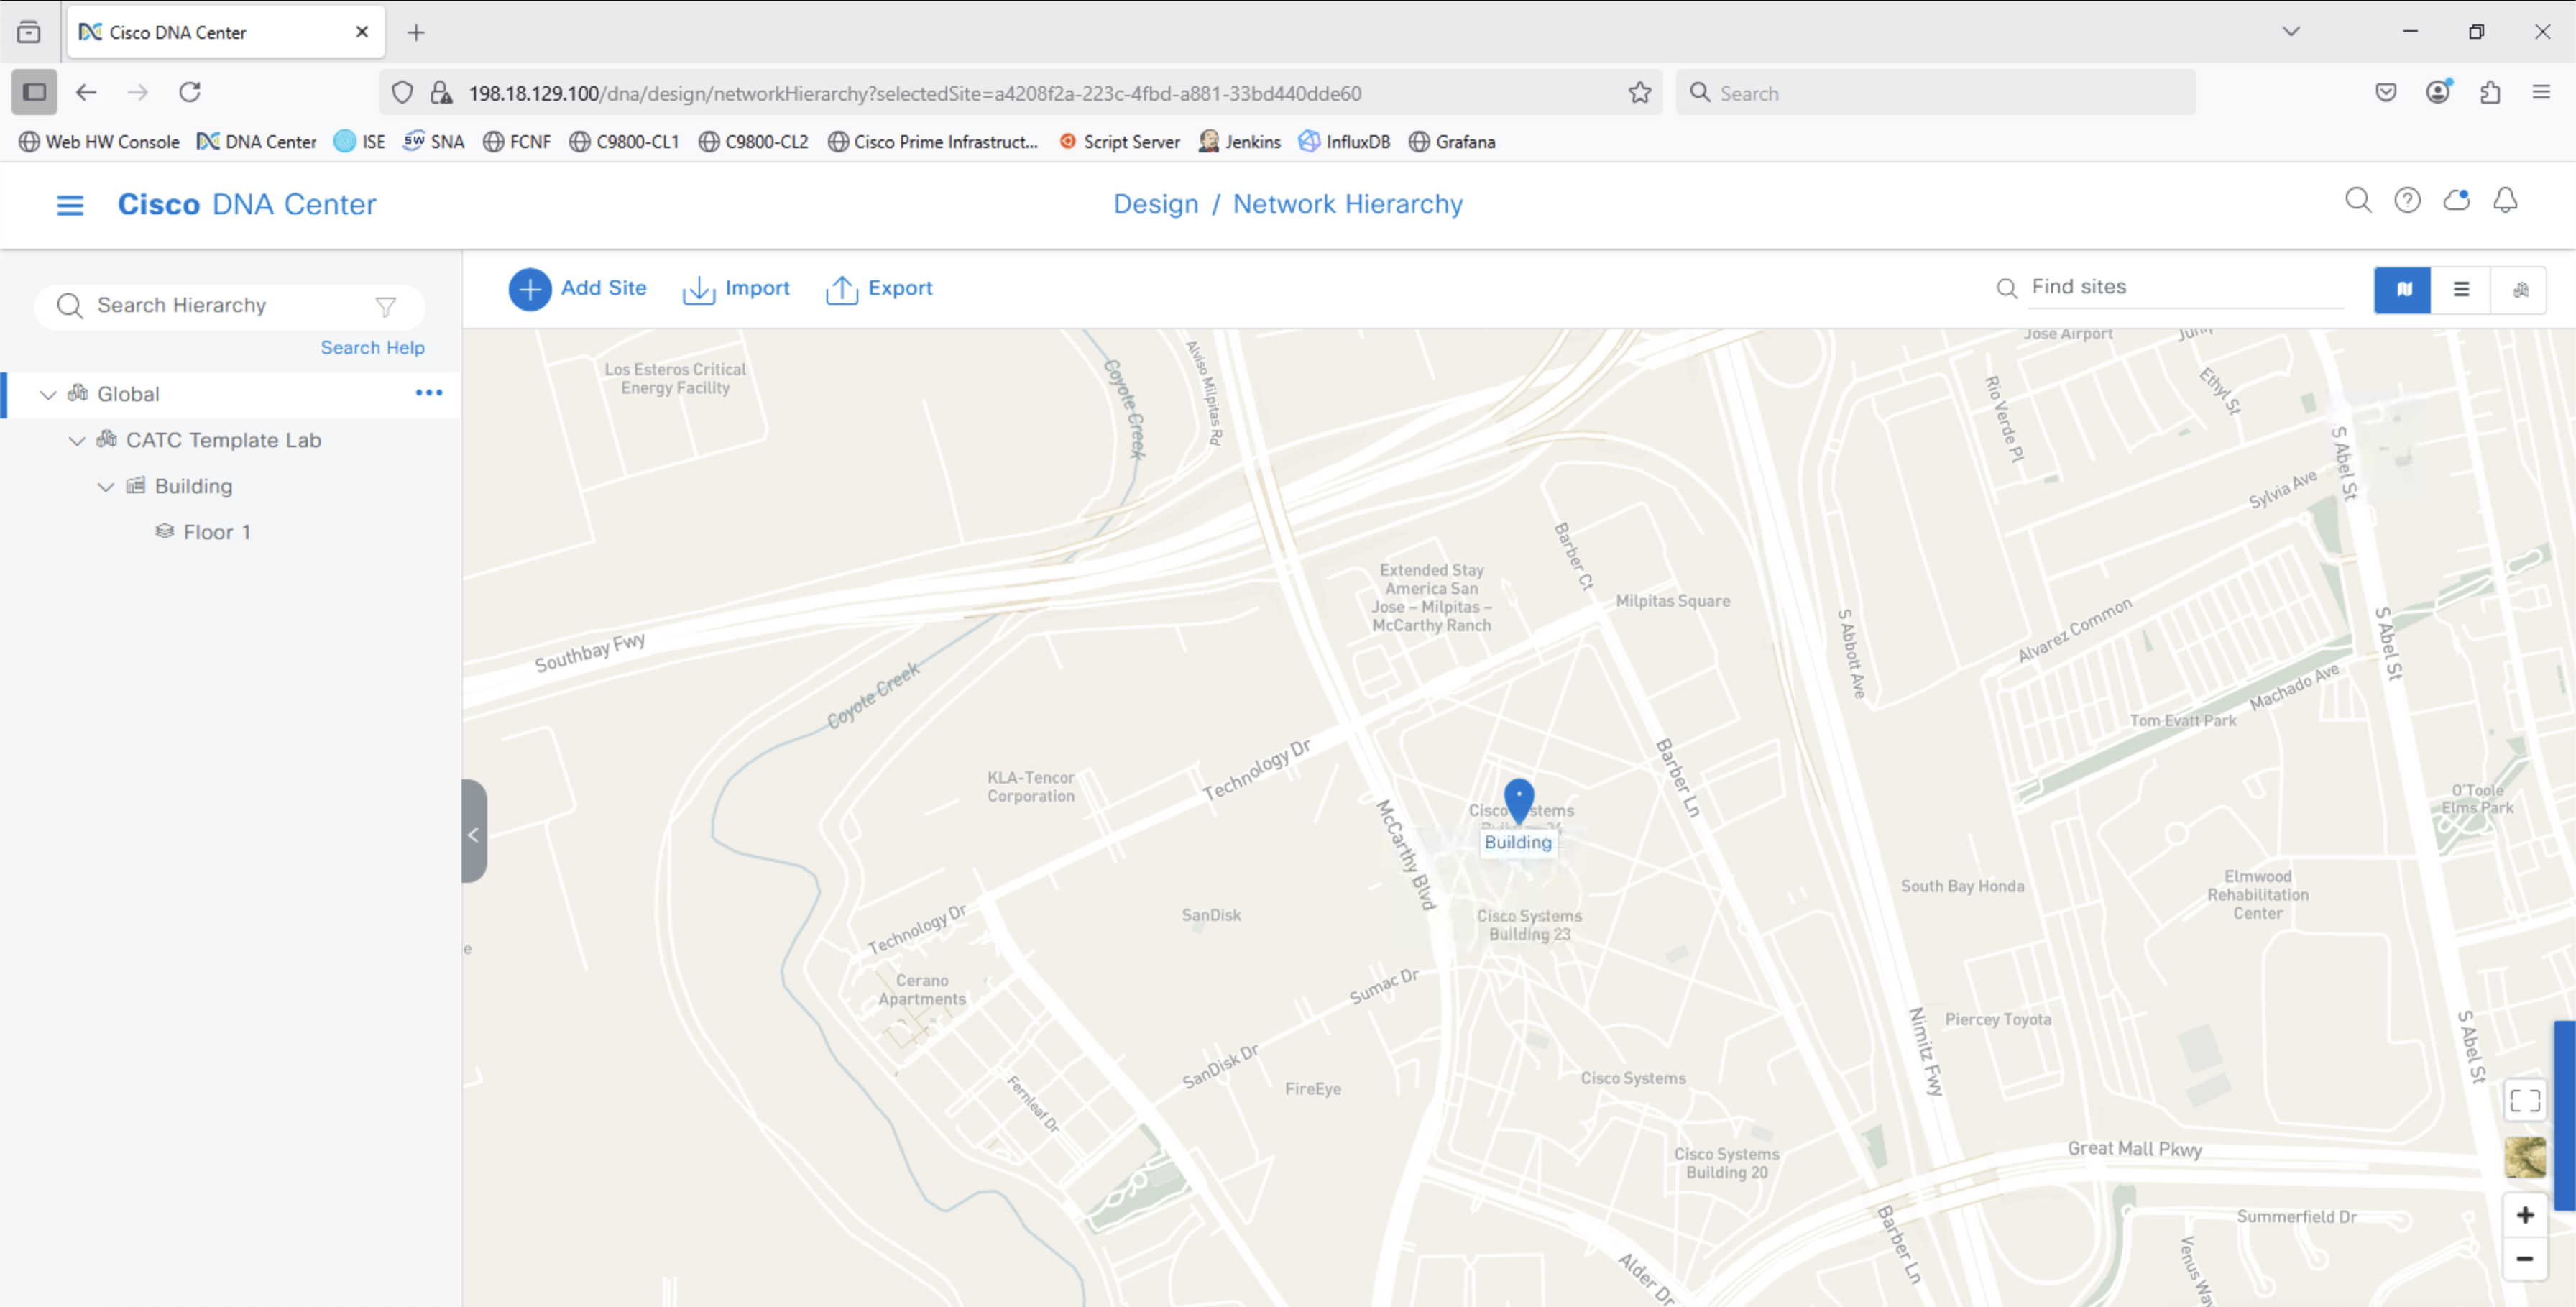 Cisco DNA Center
198.18.129.100/dna/design/networkHierarchy?selectedSite=a4208f2a-223c-4fbd-a881-33bd440dde60
Search
Web HW Console DNA Center ISE SNA FCNF C9800-CL1 C9800-CL2 Cisco Prime Infrastruct... Script Server Jenkins InfluxDB Grafana
Cisco DNA Center
Design / Network Hierarchy
Search Hierarchy
Search Help
Global
CATC Template Lab
Building
Floor 1
Add Site Import Export
Find sites
Jose Airport
Los Esteros Critical
Energy Facility
Coyote Creek
Alviso Milpitas Rd
Rio Verde Pl
Ethyl St
S Abel St
Sylvia Ave
Barber Ct
Extended Stay
America San
Jose – Milpitas –
McCarthy Ranch
Milpitas Square
S Abbott Ave
Alvarez Common
S Abel St
Southbay Fwy
Coyote Creek
Machado Ave
Tom Evatt Park
Technology Dr
Barber Ln
KLA-Tencor
Corporation
McCarthy Blvd
Building
O'Toole
Elms Park
South Bay Honda
Elmwood
Rehabilitation
Center
SanDisk
Cisco Systems
Building 23
Technology Dr
e
Cerano
Apartments
Sumac Dr
Nimitz Fwy
Piercey Toyota
S Abel St
SanDisk Dr
Fernleaf Dr
FireEye
Cisco Systems
Cisco Systems
Building 20
Great Mall Pkwy
Summerfield Dr
Barber Ln
Alder Dr